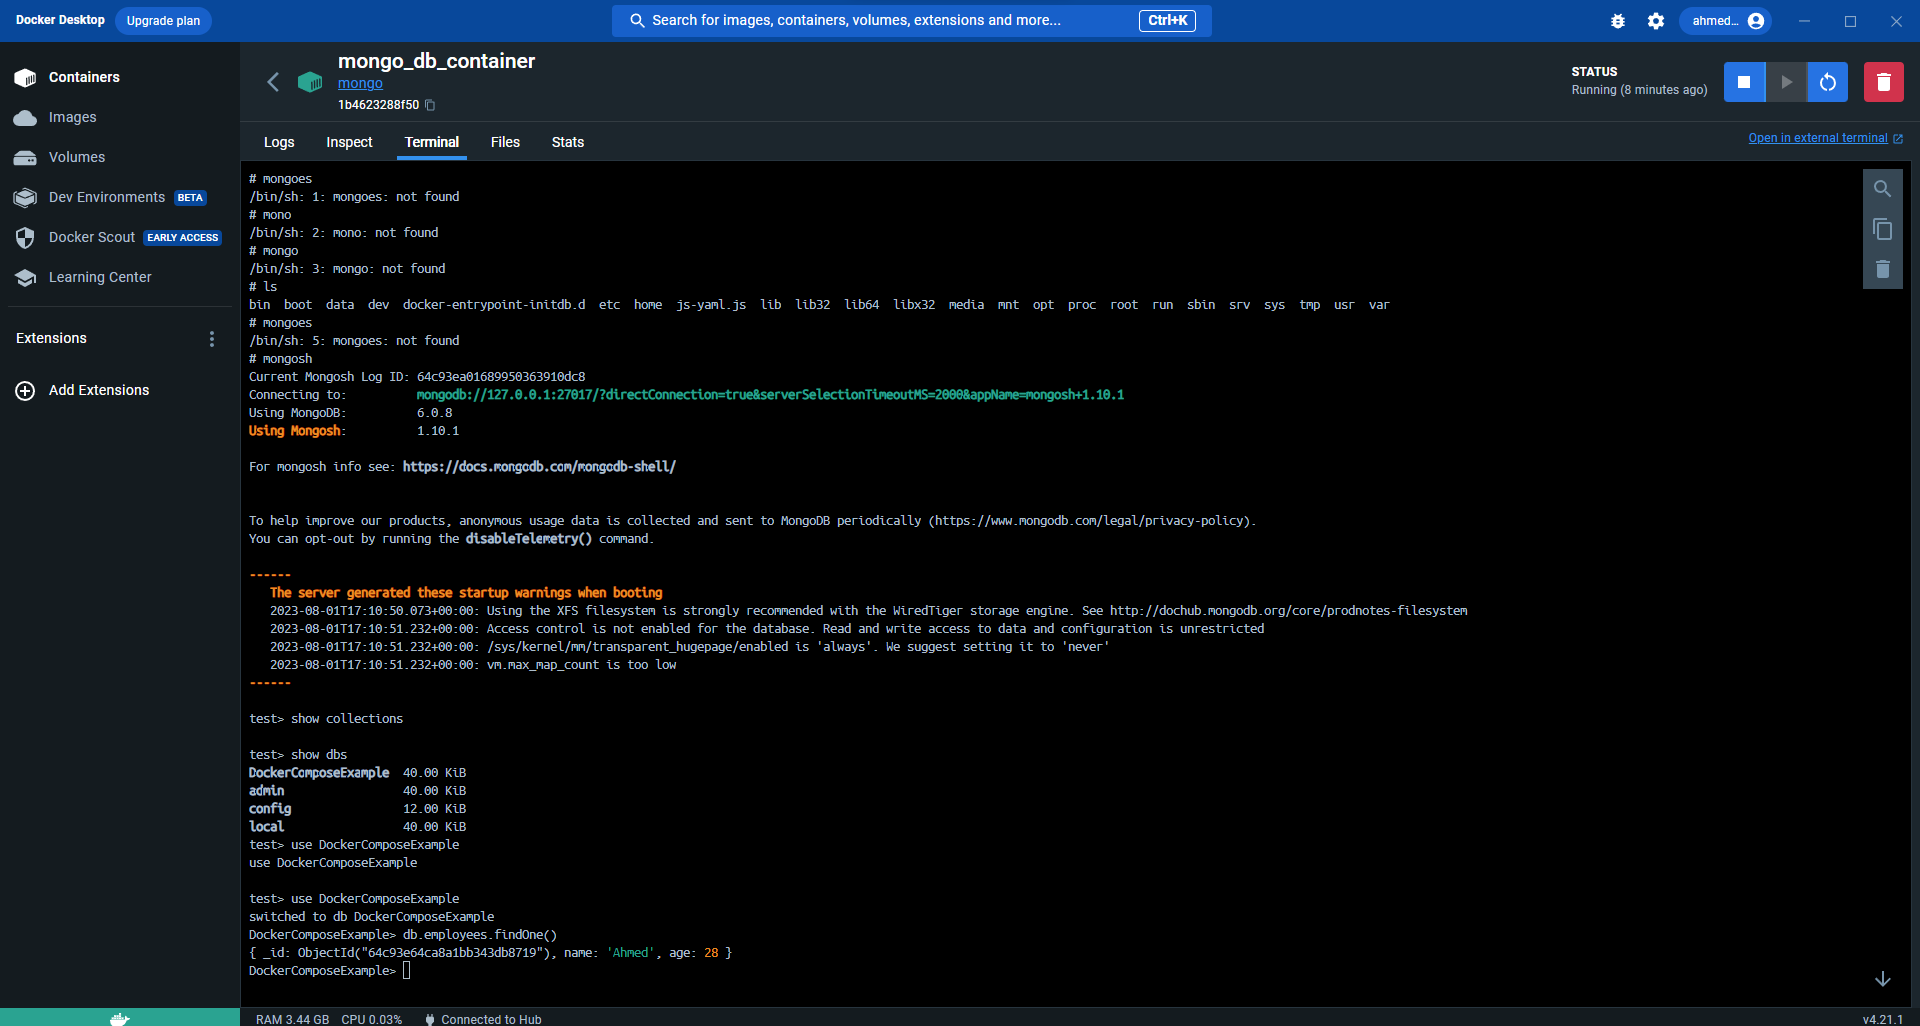 Docker Desktop
Upgrade plan
Search for images, containers, volumes, extensions and more...
Ctrl+K
ahmed...
Containers
Images
Volumes
Dev Environments BETA
Docker Scout EARLY ACCESS
Learning Center
Extensions
Add Extensions
mongo_db_container
mongo
1b4623288f50
STATUS
Running (8 minutes ago)
Logs Inspect Terminal Files Stats
Open in external terminal
# mongoes
/bin/sh: 1: mongoes: not found
# mono
/bin/sh: 2: mono: not found
# mongo
/bin/sh: 3: mongo: not found
# ls
bin boot data dev docker-entrypoint-initdb.d etc home js-yaml.js lib lib32 lib64 libx32 media mnt opt proc root run sbin srv sys tmp usr var
# mongoes
/bin/sh: 5: mongoes: not found
# mongosh
Current Mongosh Log ID: 64c93ea01689950363910dc8
Connecting to: mongodb://127.0.0.1:27017/?directConnection=true&serverSelectionTimeoutMS=2000&appName=mongosh+1.10.1
Using MongoDB: 6.0.8
Using Mongosh: 1.10.1
For mongosh info see: https://docs.mongodb.com/mongodb-shell/
To help improve our products, anonymous usage data is collected and sent to MongoDB periodically (https://www.mongodb.com/legal/privacy-policy).
You can opt-out by running the disableTelemetry() command.
------
The server generated these startup warnings when booting
2023-08-01T17:10:50.073+00:00: Using the XFS filesystem is strongly recommended with the WiredTiger storage engine. See http://dochub.mongodb.org/core/prodnotes-filesystem
2023-08-01T17:10:51.232+00:00: Access control is not enabled for the database. Read and write access to data and configuration is unrestricted
2023-08-01T17:10:51.232+00:00: /sys/kernel/mm/transparent_hugepage/enabled is 'always'. We suggest setting it to 'never'
2023-08-01T17:10:51.232+00:00: vm.max_map_count is too low
------
test> show collections
test> show dbs
DockerComposeExample 40.00 KiB
admin 40.00 KiB
config 12.00 KiB
local 40.00 KiB
test> use DockerComposeExample
use DockerComposeExample
test> use DockerComposeExample
switched to db DockerComposeExample
DockerComposeExample> db.employees.findOne()
{ _id: ObjectId("64c93e64ca8a1bb343db8719"), name: 'Ahmed', age: 28 }
DockerComposeExample>
RAM 3.44 GB CPU 0.03% Connected to Hub
v4.21.1